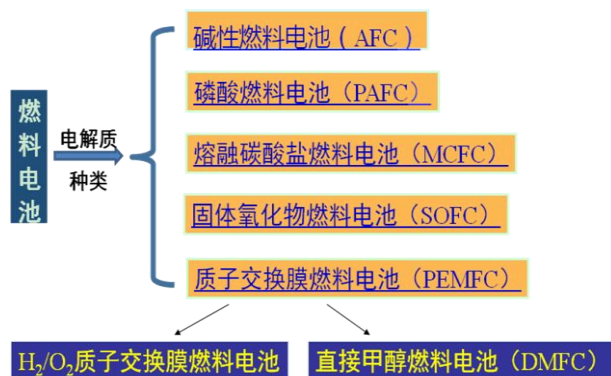 燃料电池
电解质
种类
碱性燃料电池（AFC）
磷酸燃料电池（PAFC）
熔融碳酸盐燃料电池（MCFC）
固体氧化物燃料电池（SOFC）
质子交换膜燃料电池（PEMFC）
H₂/O₂质子交换膜燃料电池
直接甲醇燃料电池（DMFC）